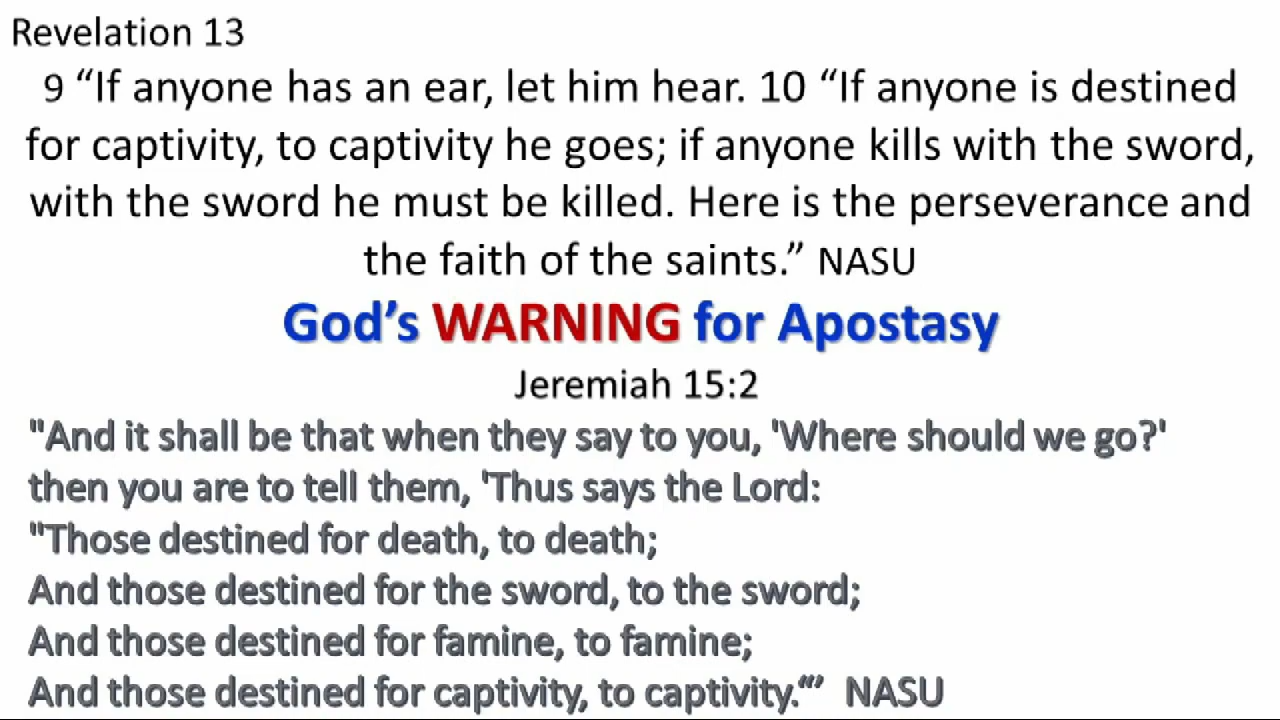 Revelation 13
9 “If anyone has an ear, let him hear. 10 “If anyone is destined
for captivity, to captivity he goes; if anyone kills with the sword,
with the sword he must be killed. Here is the perseverance and
the faith of the saints.” NASU
God’s WARNING for Apostasy
Jeremiah 15:2
"And it shall be that when they say to you, 'Where should we go?'
then you are to tell them, 'Thus says the Lord:
"Those destined for death, to death;
And those destined for the sword, to the sword;
And those destined for famine, to famine;
And those destined for captivity, to captivity.“’ NASU